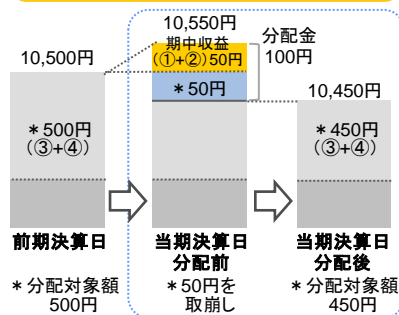 10,500円
＊500円
(③+④)
前期決算日
＊分配対象額
500円
10,550円
期中収益
(①+②)50円
＊50円
分配金
100円
当期決算日
分配前
＊50円を
取崩し
10,450円
＊450円
(③+④)
当期決算日
分配後
＊分配対象額
450円